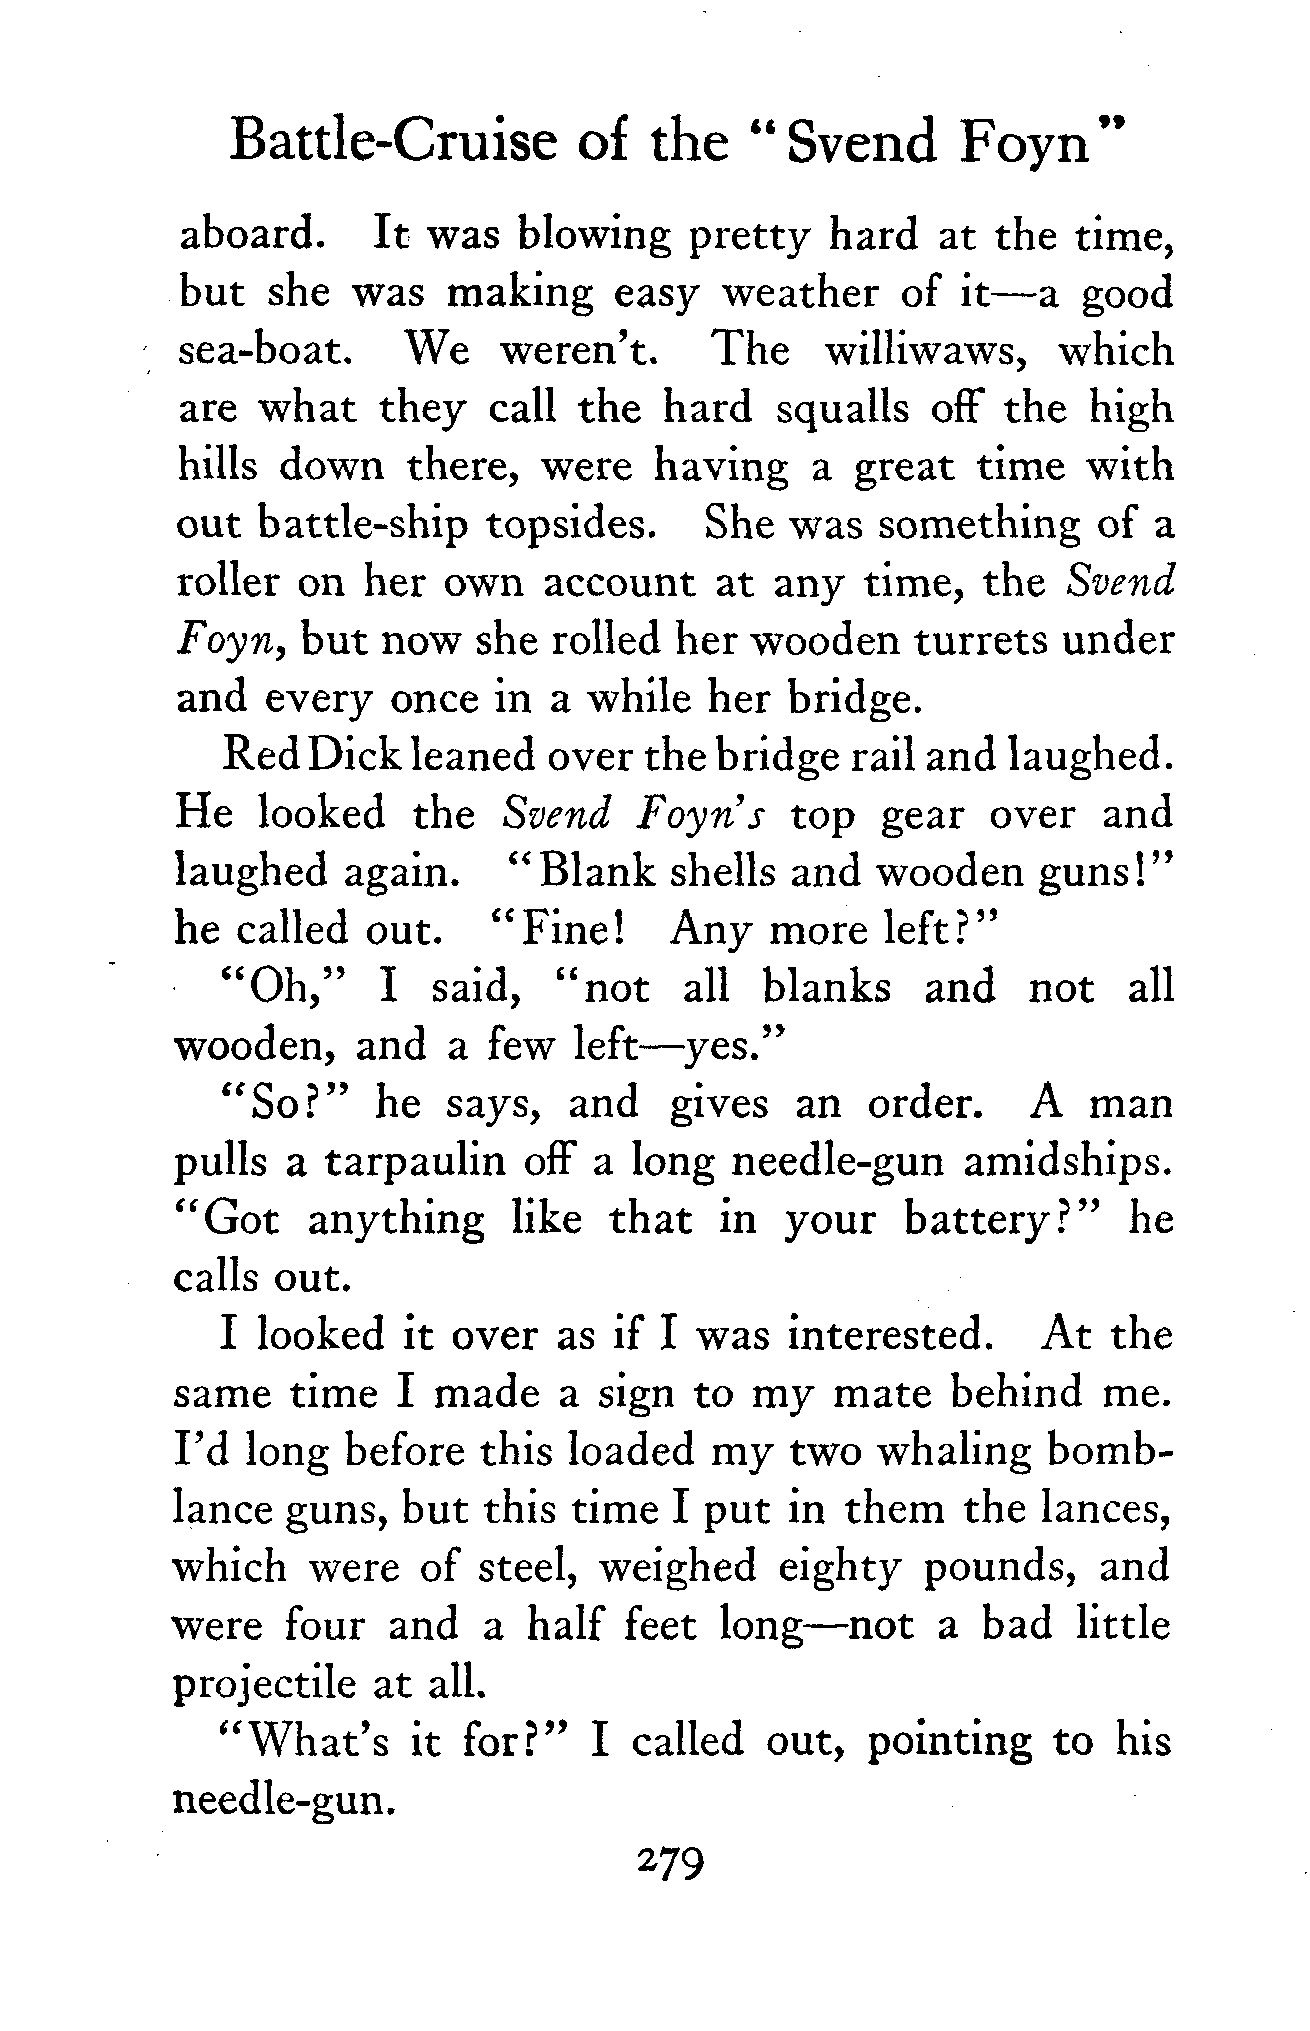 Battle-Cruise of the “Svend Foyn”
aboard. It was blowing pretty hard at the time,
but she was making easy weather of it—a good
sea-boat. We weren’t. The williwaws, which
are what they call the hard squalls off the high
hills down there, were having a great time with
out battle-ship topsides. She was something of a
roller on her own account at any time, the Svend
Foyn, but now she rolled her wooden turrets under
and every once in a while her bridge.
Red Dick leaned over the bridge rail and laughed.
He looked the Svend Foyn’s top gear over and
laughed again. “Blank shells and wooden guns!”
he called out. “Fine! Any more left?”
“Oh,” I said, “not all blanks and not all
wooden, and a few left—yes.”
“So?” he says, and gives an order. A man
pulls a tarpaulin off a long needle-gun amidships.
“Got anything like that in your battery?” he
calls out.
I looked it over as if I was interested. At the
same time I made a sign to my mate behind me.
I’d long before this loaded my two whaling bomb-
lance guns, but this time I put in them the lances,
which were of steel, weighed eighty pounds, and
were four and a half feet long—not a bad little
projectile at all.
“What’s it for?” I called out, pointing to his
needle-gun.
279